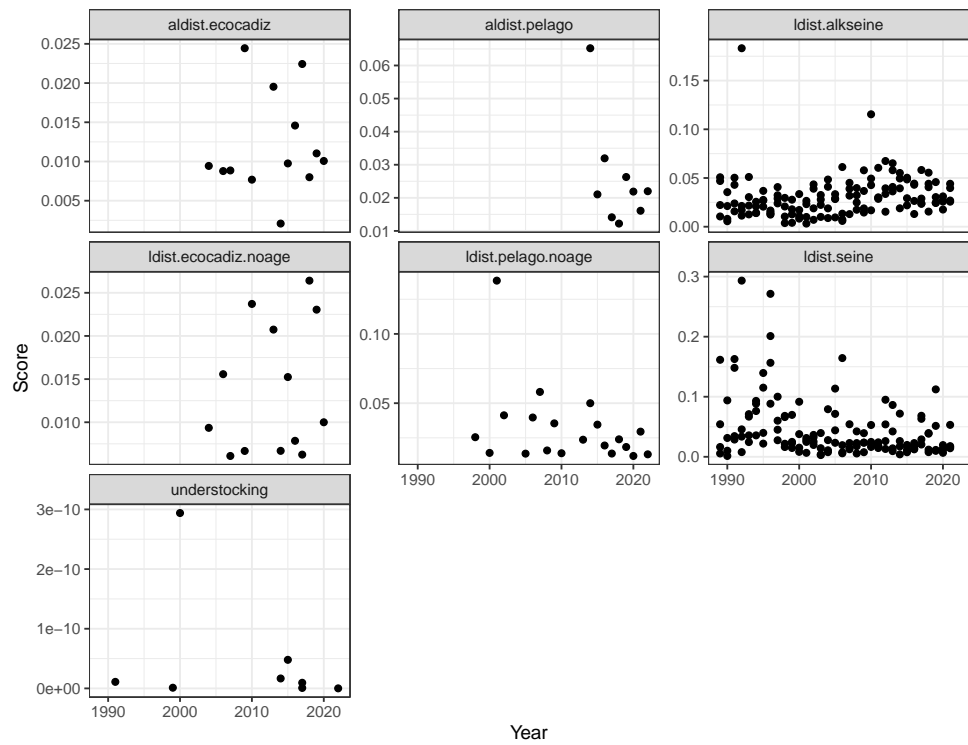 aldist.ecocadiz
aldist.pelago
ldist.alkseine
0.025
0.020
0.015
0.010
0.005
0.06
0.05
0.04
0.03
0.02
0.01
0.15
0.10
0.05
0.00
ldist.ecocadiz.noage
ldist.pelago.noage
ldist.seine
0.025
0.020
0.015
0.010
0.10
0.05
0.3
0.2
0.1
0.0
1990 2000 2010 2020
1990 2000 2010 2020
understocking
3e-10
2e-10
1e-10
0e+00
1990 2000 2010 2020
Score
Year